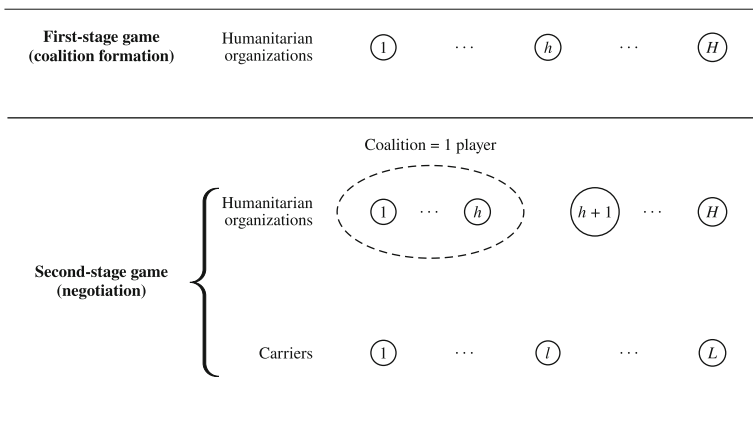 First-stage game
(coalition formation)
Humanitarian
organizations
1 ··· h ··· H
Coalition = 1 player
Humanitarian
organizations
1 ··· h h + 1 ··· H
Second-stage game
(negotiation)
Carriers
1 ··· l ··· L